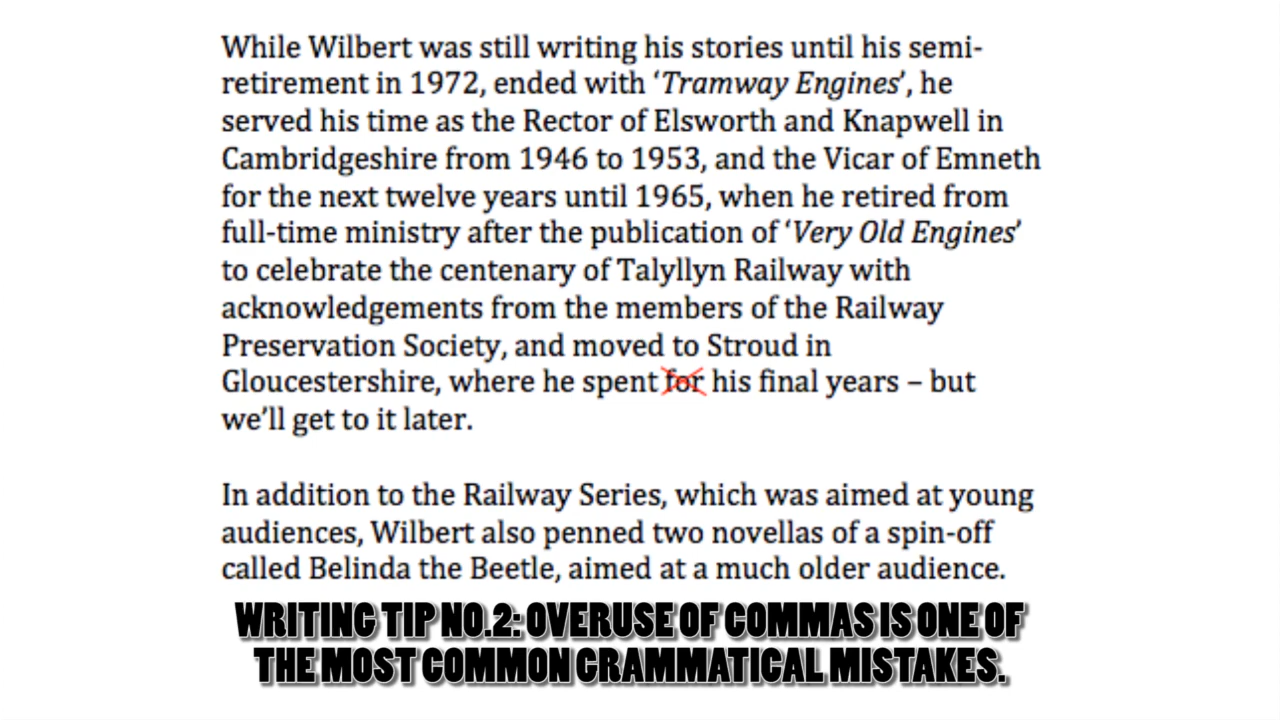 While Wilbert was still writing his stories until his semi-
retirement in 1972, ended with ‘Tramway Engines’, he
served his time as the Rector of Elsworth and Knapwell in
Cambridgeshire from 1946 to 1953, and the Vicar of Emneth
for the next twelve years until 1965, when he retired from
full-time ministry after the publication of ‘Very Old Engines’
to celebrate the centenary of Talyllyn Railway with
acknowledgements from the members of the Railway
Preservation Society, and moved to Stroud in
Gloucestershire, where he spent for his final years – but
we’ll get to it later.
In addition to the Railway Series, which was aimed at young
audiences, Wilbert also penned two novellas of a spin-off
called Belinda the Beetle, aimed at a much older audience.
WRITING TIP NO.2: OVERUSE OF COMMAS IS ONE OF
THE MOST COMMON GRAMMATICAL MISTAKES.